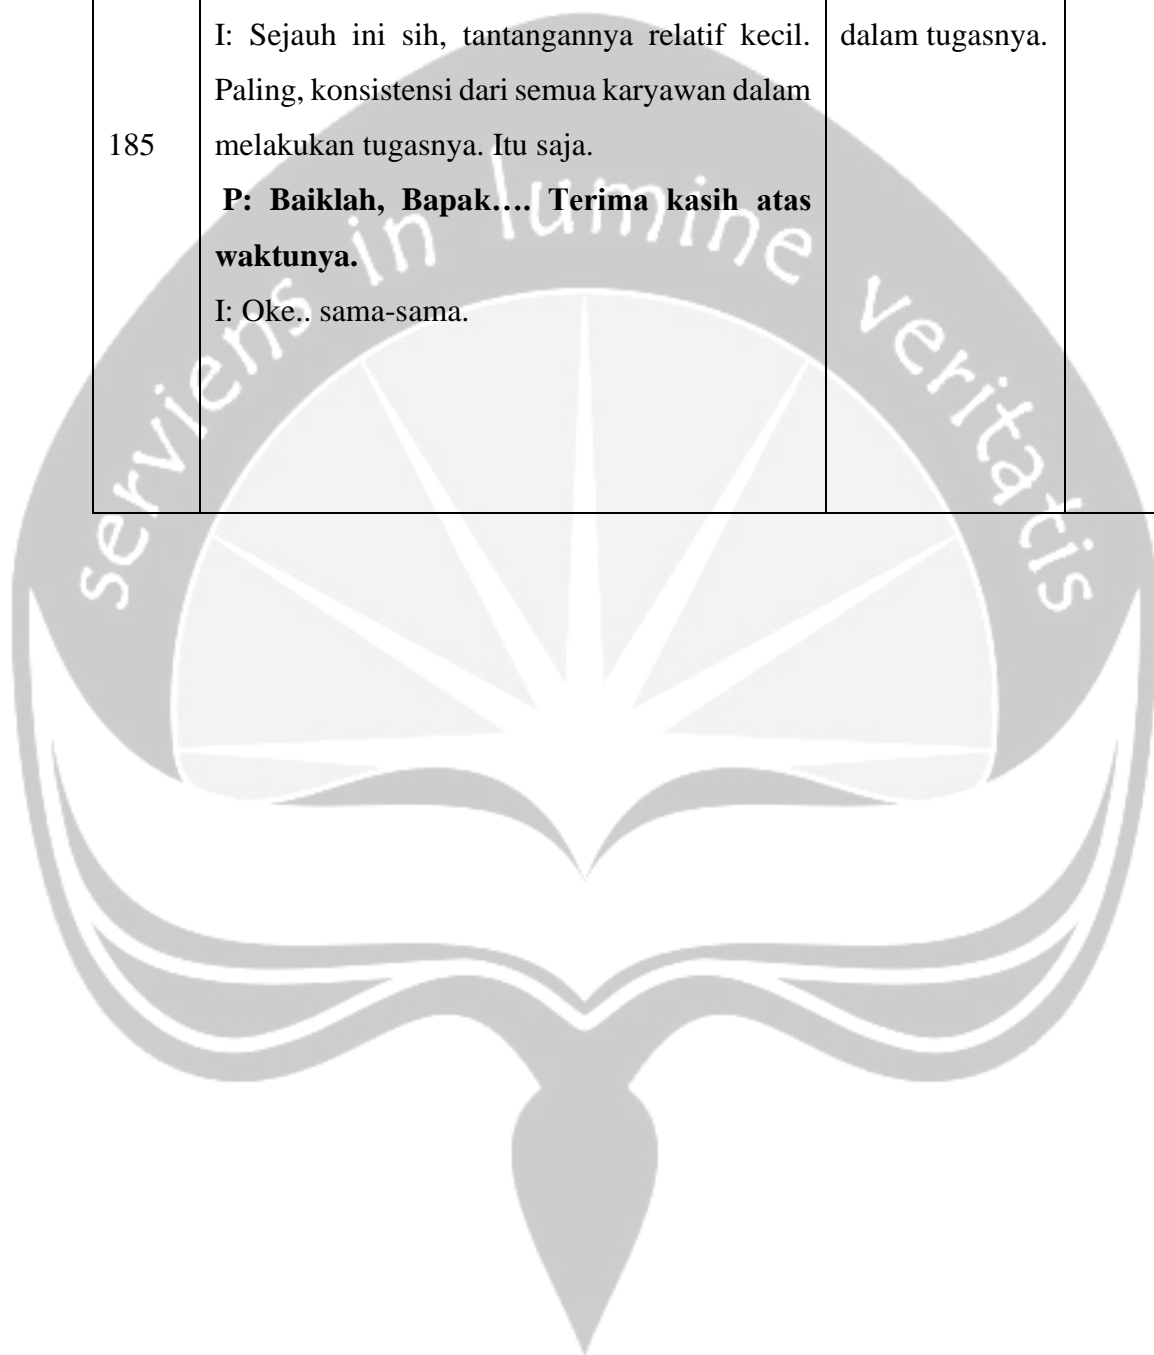 I: Sejauh ini sih, tantangannya relatif kecil.
Paling, konsistensi dari semua karyawan dalam
185 melakukan tugasnya. Itu saja.
P: Baiklah, Bapak…. Terima kasih atas
waktunya.
I: Oke.. sama-sama.
dalam tugasnya.
serviens in lumine veritatis